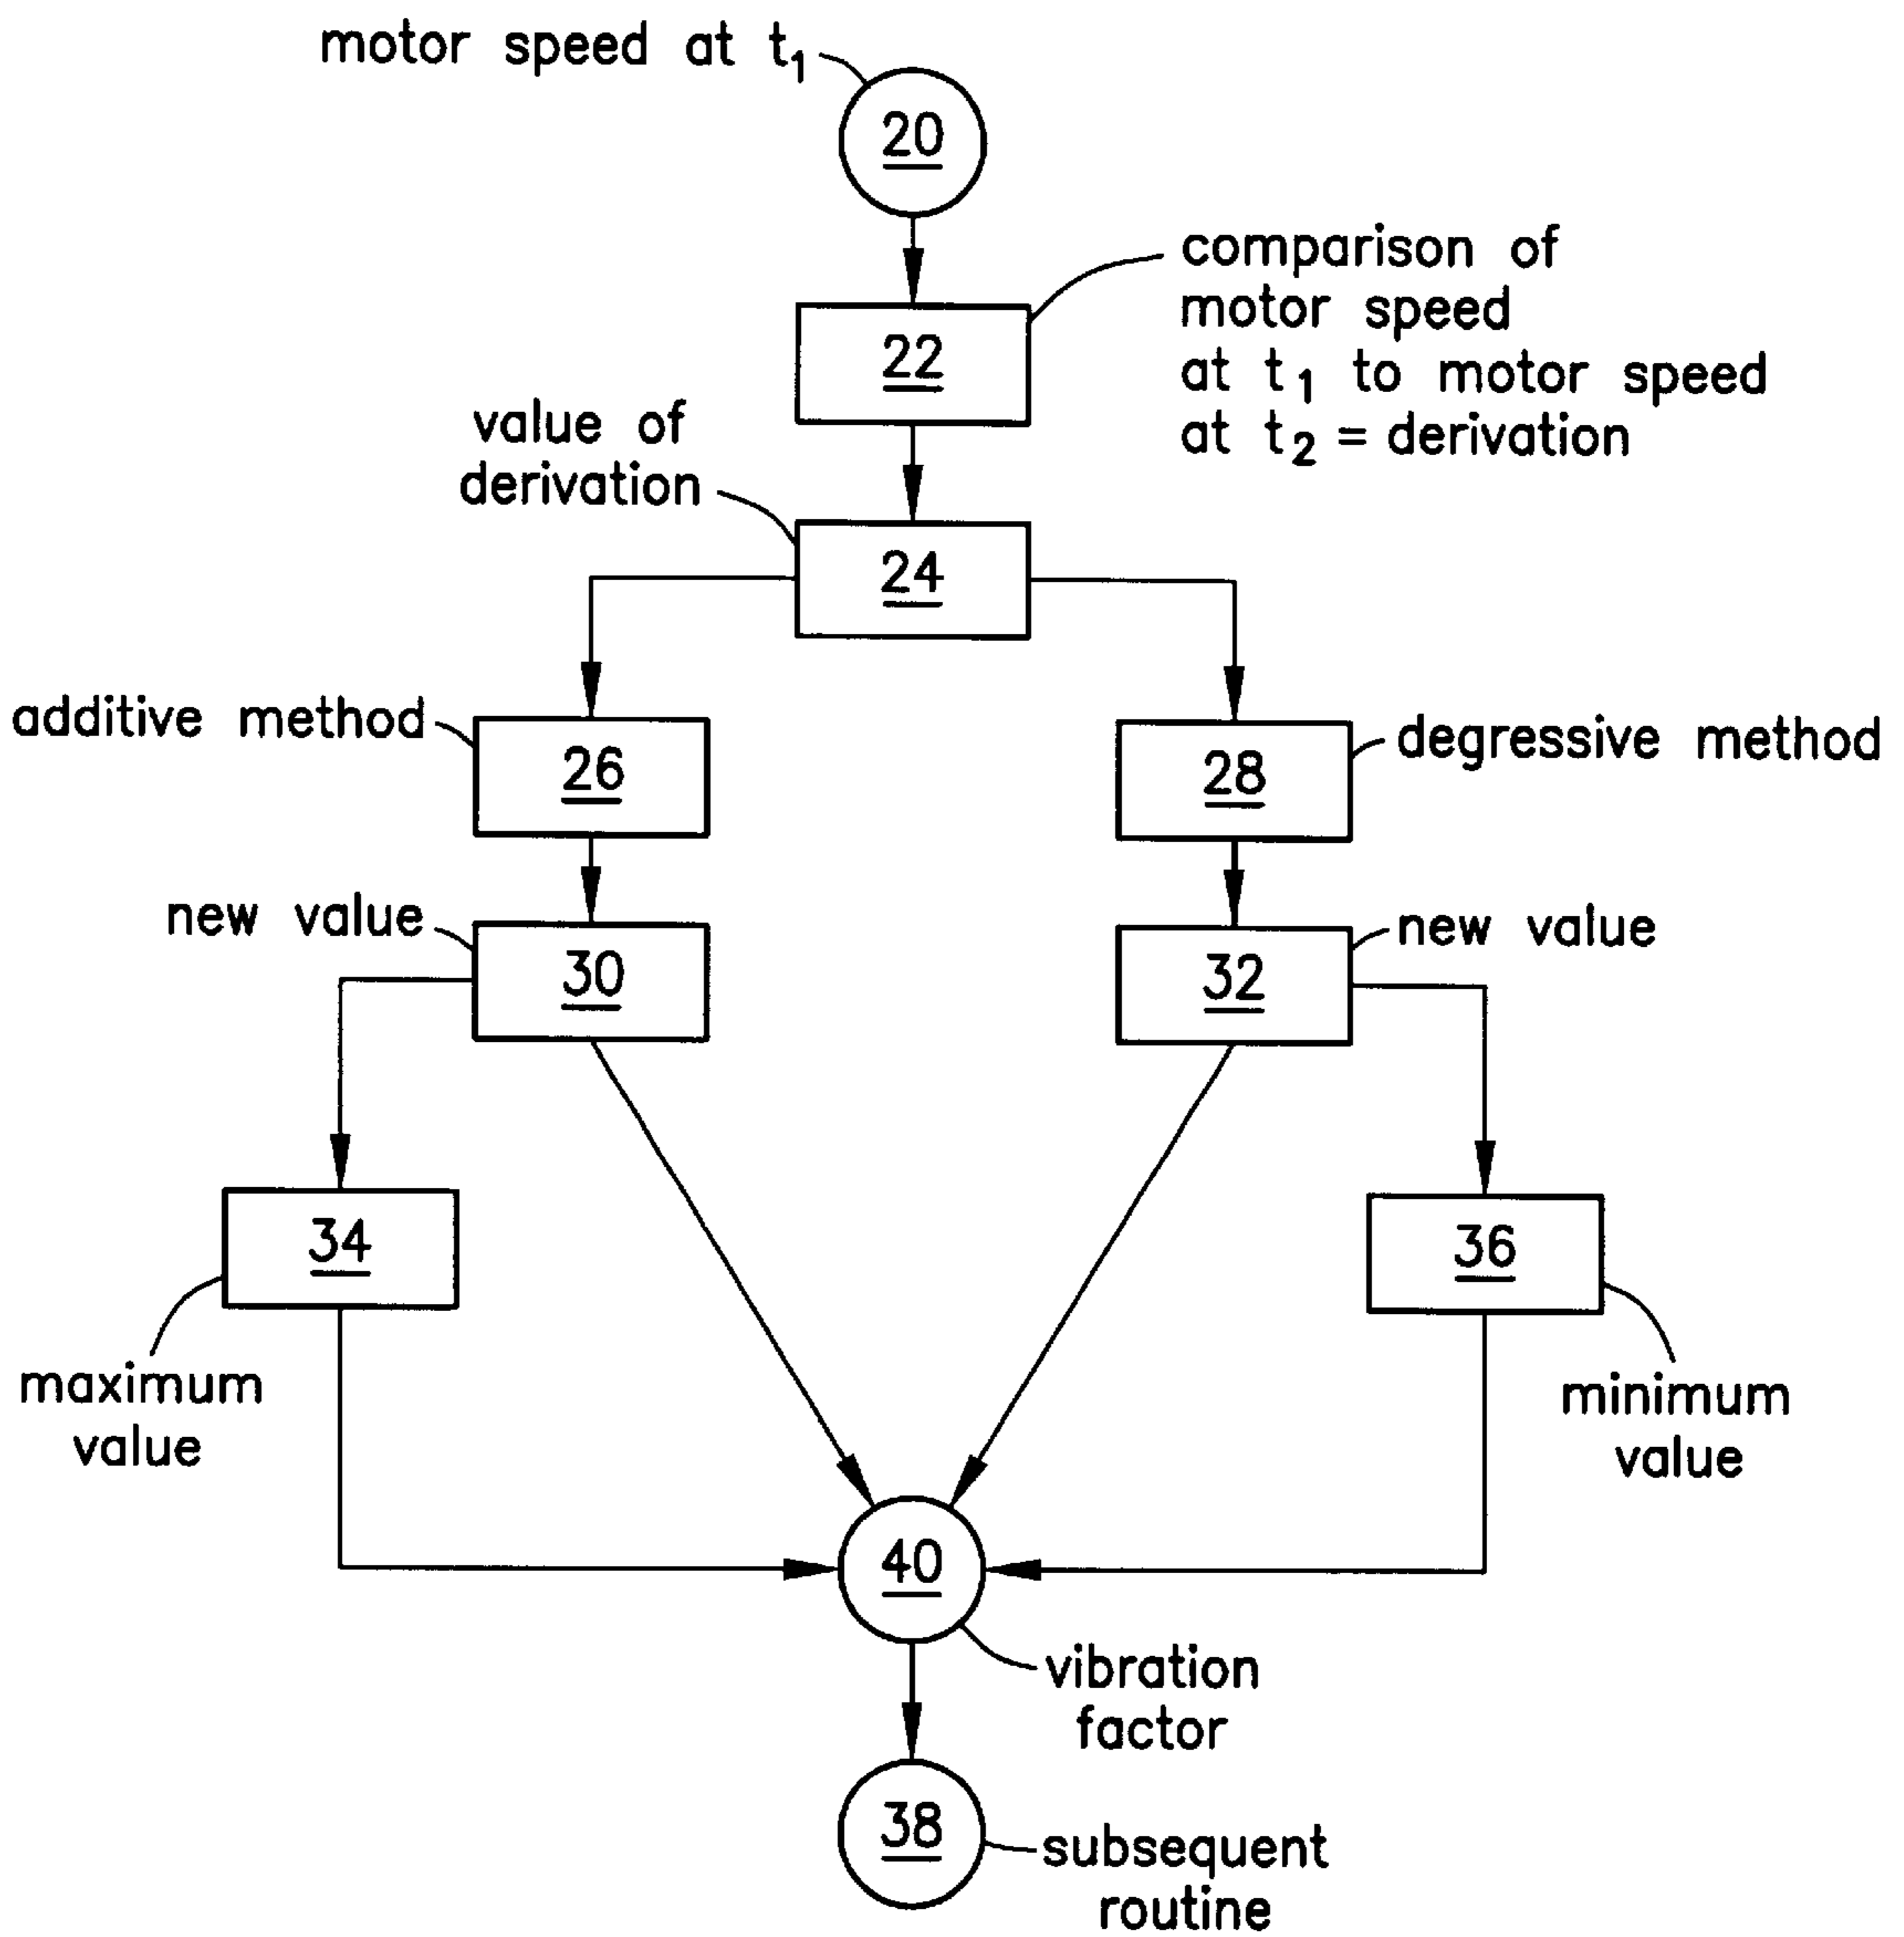 motor speed at t1
20
comparison of
motor speed
at t1 to motor speed
at t2 = derivation
22
value of
derivation
24
additive method
26
degressive method
28
new value
30
new value
32
34
maximum
value
36
minimum
value
40
vibration
factor
38
subsequent
routine